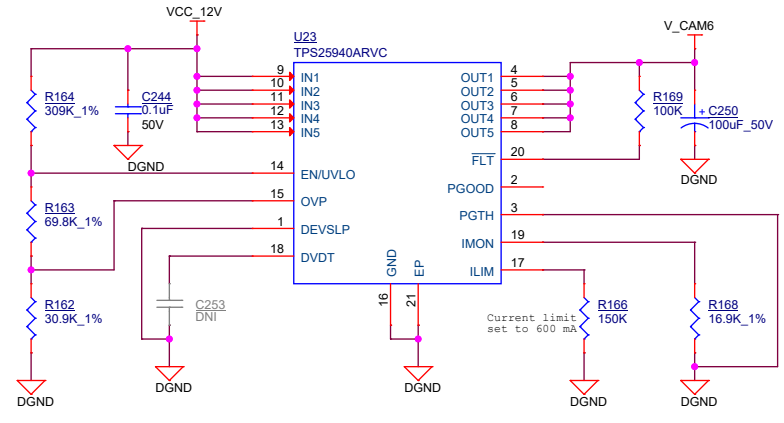 VCC_12V
V_CAM6
U23
TPS25940ARVC
R164
309K_1%
C244
0.1uF
50V
DGND
9
IN1
10
IN2
11
IN3
12
IN4
13
IN5
14
EN/UVLO
15
OVP
1
DEVSLP
18
DVDT
OUT1
4
OUT2
5
OUT3
6
OUT4
7
OUT5
8
FLT
20
PGOOD
2
PGTH
3
IMON
19
ILIM
17
GND
EP
16
21
R169
100K
+
C250
100uF_50V
DGND
R163
69.8K_1%
R162
30.9K_1%
C253
DNI
Current limit
set to 600 mA
R166
150K
R168
16.9K_1%
DGND
DGND
DGND
DGND
DGND